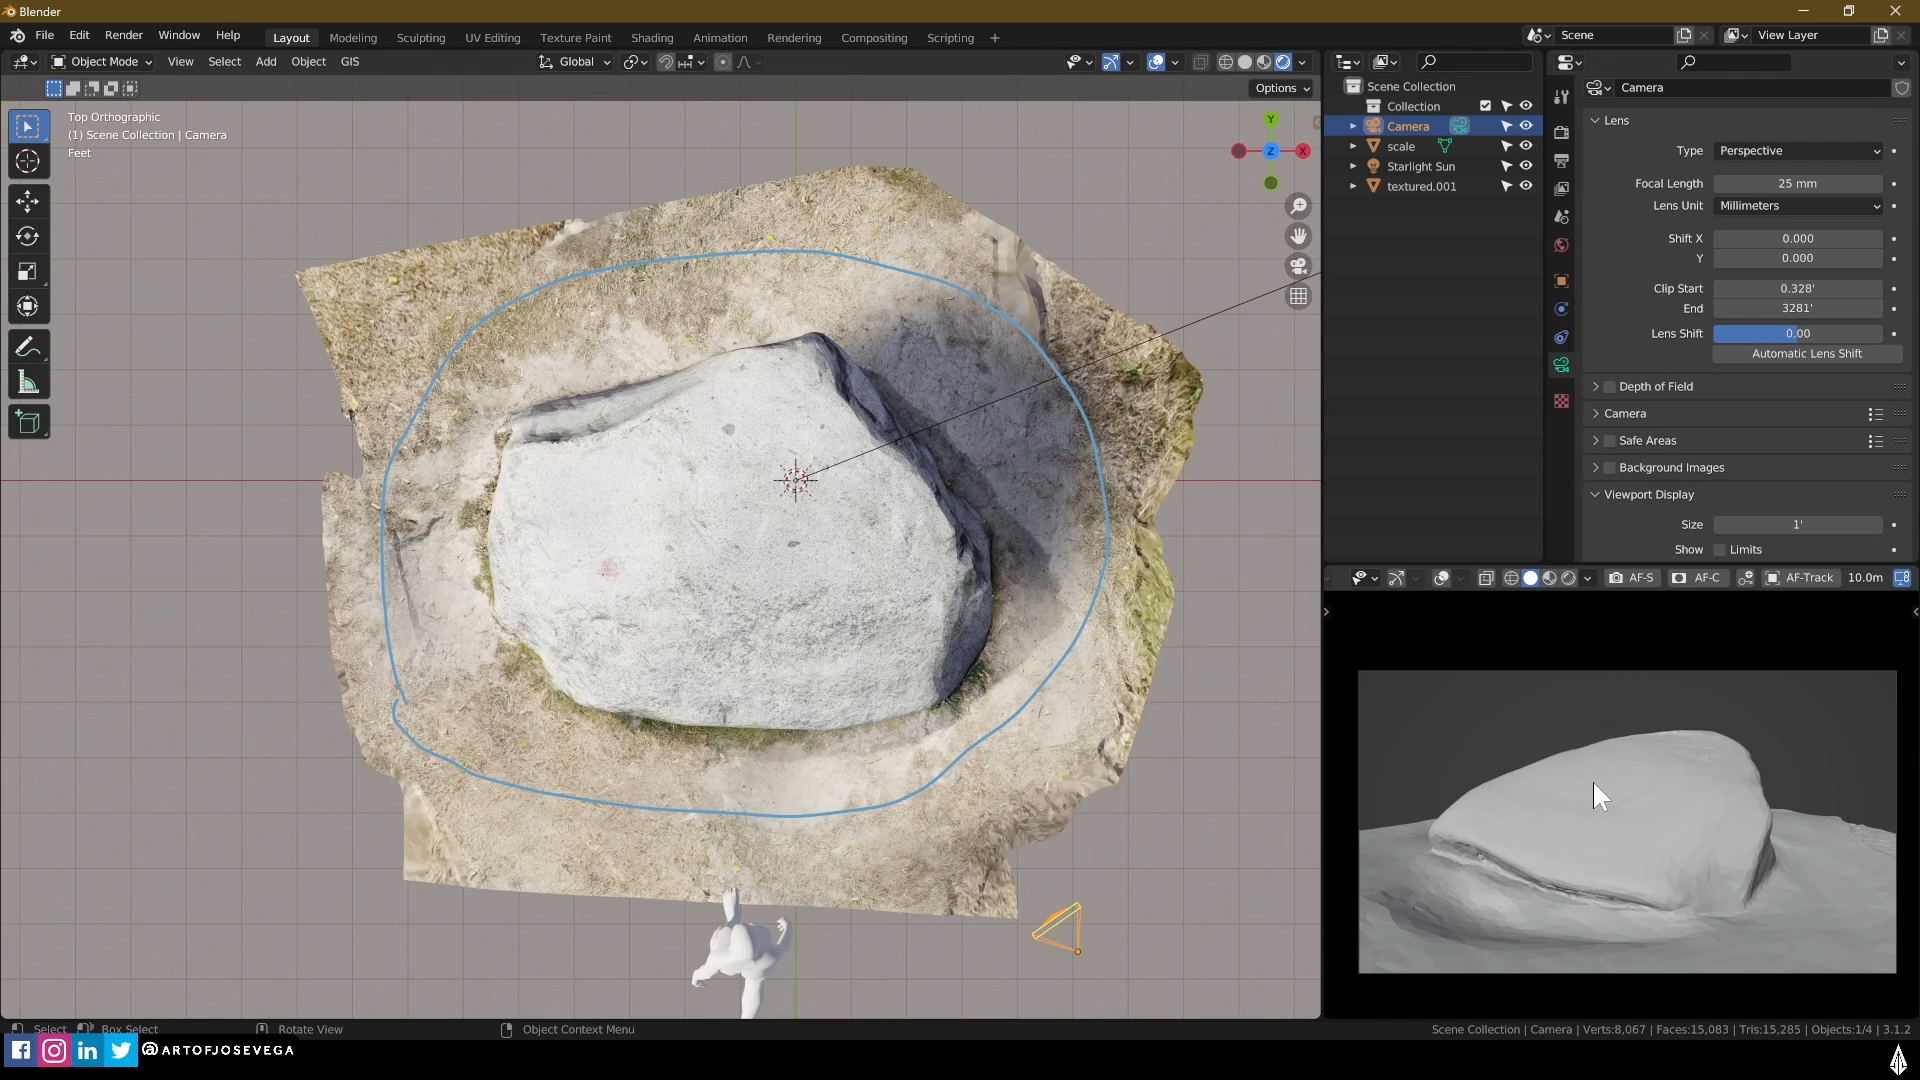 Blender
File Edit Render Window Help Layout Modeling Sculpting UV Editing Texture Paint Shading Animation Rendering Compositing Scripting + Scene View Layer
Object Mode View Select Add Object GIS Global
Options
Top Orthographic
(1) Scene Collection | Camera
Feet
Y
Z
X
Scene Collection
Collection
Camera
scale
Starlight Sun
textured.001
Camera
Lens
Type Perspective
Focal Length 25 mm
Lens Unit Millimeters
Shift X 0.000
Y 0.000
Clip Start 0.328'
End 3281'
Lens Shift 0.00
Automatic Lens Shift
Depth of Field
Camera
Safe Areas
Background Images
Viewport Display
Size 1'
Show Limits
AF-S AF-C AF-Track 10.0m
Select Box Select Rotate View Object Context Menu
Scene Collection | Camera | Verts:8,067 | Faces:15,083 | Tris:15,285 | Objects:1/4 | 3.1.2
@ARTOFJOSEVEGA